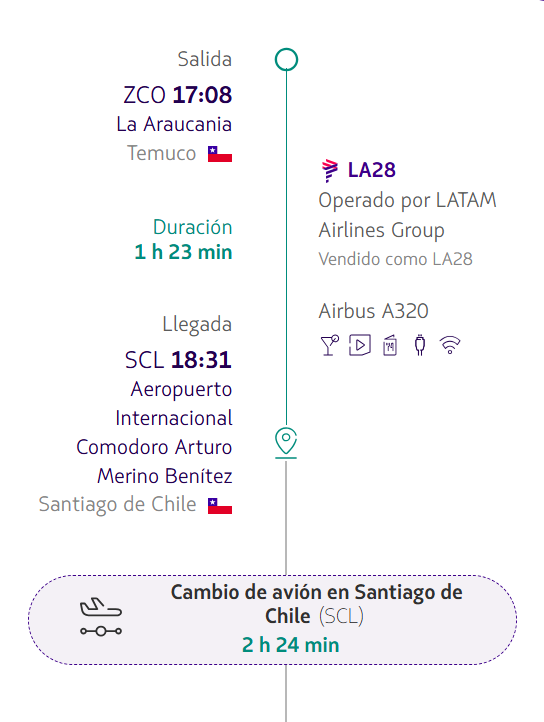 Salida
ZCO 17:08
La Araucania
Temuco
LA28
Operado por LATAM
Airlines Group
Vendido como LA28
Duración
1 h 23 min
Airbus A320
Llegada
SCL 18:31
Aeropuerto
Internacional
Comodoro Arturo
Merino Benítez
Santiago de Chile
Cambio de avión en Santiago de
Chile (SCL)
2 h 24 min